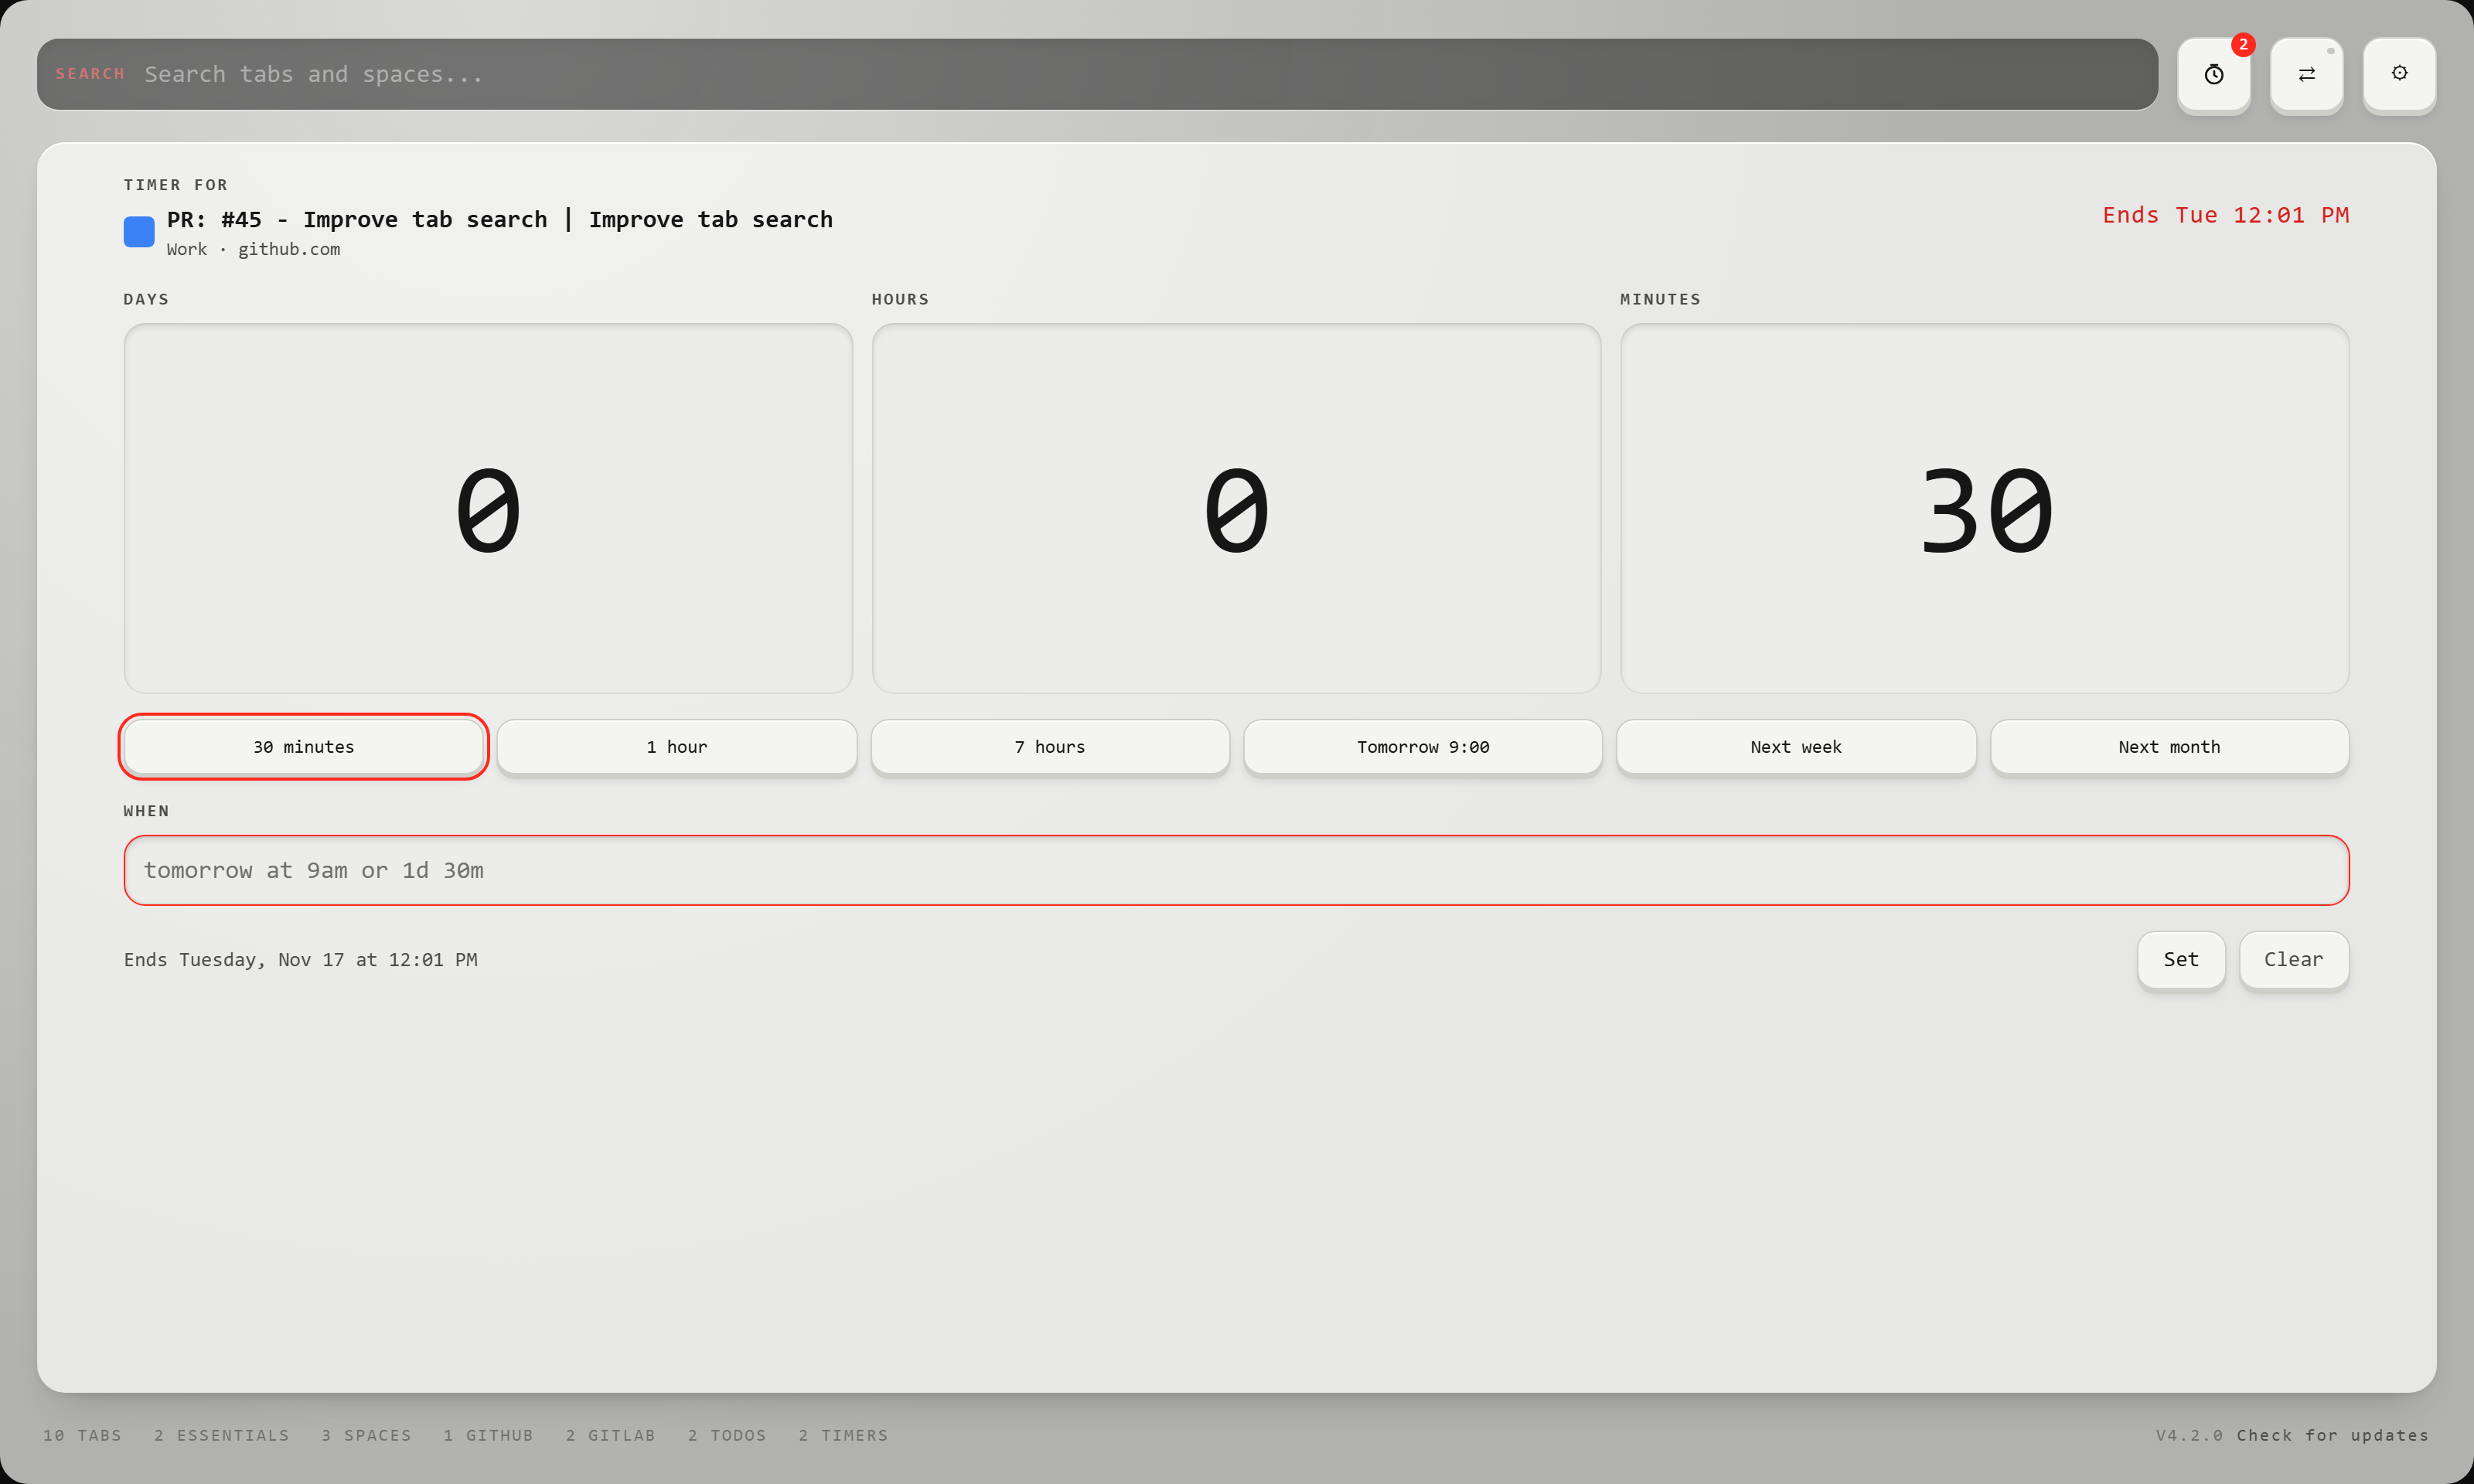 SEARCH Search tabs and spaces...
2
TIMER FOR
PR: #45 - Improve tab search | Improve tab search
Work · github.com
Ends Tue 12:01 PM
DAYS HOURS MINUTES
0 0 30
30 minutes 1 hour 7 hours Tomorrow 9:00 Next week Next month
WHEN
tomorrow at 9am or 1d 30m
Ends Tuesday, Nov 17 at 12:01 PM Set Clear
10 TABS 2 ESSENTIALS 3 SPACES 1 GITHUB 2 GITLAB 2 TODOS 2 TIMERS V4.2.0 Check for updates